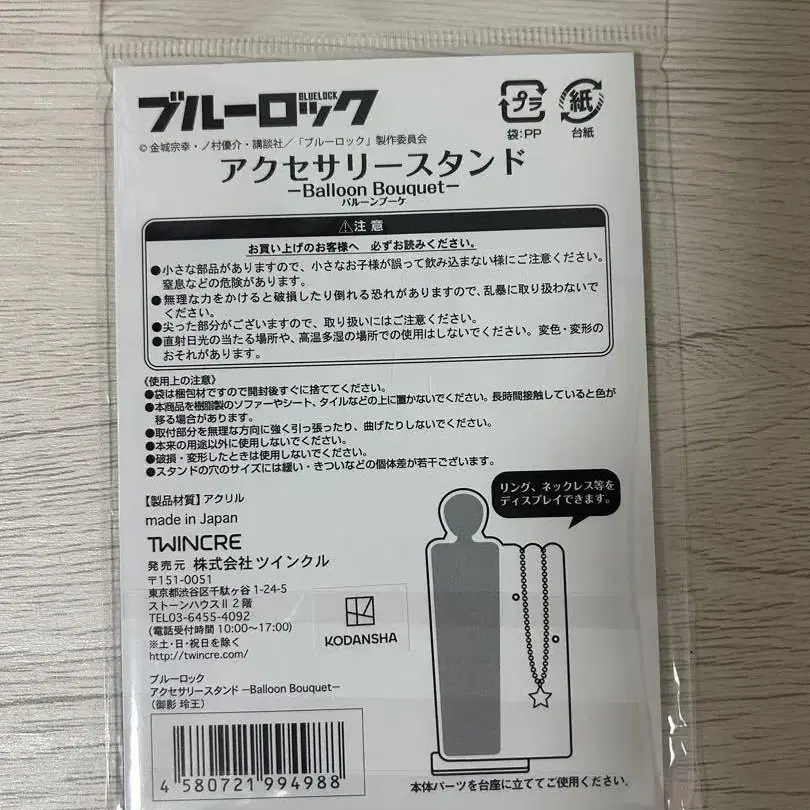 ブルーロック
BLUELOCK
プラ
袋:PP
紙
台紙
© 金城宗幸・ノ村優介・講談社/「ブルーロック」製作委員会
アクセサリースタンド
-Balloon Bouquet-
バルーンブーケ
⚠注 意
お買い上げのお客様へ 必ずお読みください。
●小さな部品がありますので、小さなお子様が誤って飲み込まない様にご注意ください。
窒息などの危険があります。
●無理な力をかけると破損したり倒れる恐れがありますので、乱暴に取り扱わないで
ください。
●尖った部分がございますので、取り扱いにはご注意ください。
●直射日光の当たる場所や、高温多湿の場所での使用はしないでください。変色・変形の
おそれがあります。
《使用上の注意》
●袋は梱包材ですので開封後すぐに捨ててください。
●本商品を樹脂製のソファーやシート、タイルなどの上に置かないでください。長時間接触していると色が
移る場合があります。
●取付部分を無理な方向に強く引っ張ったり、曲げたりしないでください。
●本来の用途以外に使用しないでください。
●破損・変形したときは使用しないでください。
●スタンドの穴のサイズには緩い・きついなどの個体差が若干ございます。
リング、ネックレス等を
ディスプレイできます。
【製品材質】アクリル
made in Japan
TWINCRE
発売元 株式会社ツインクル
〒151-0051
東京都渋谷区千駄ヶ谷1-24-5
ストーンハウスⅡ2階
TEL03-6455-4092
(電話受付時間 10:00〜17:00)
※土・日・祝日を除く
http://twincre.com/
KODANSHA
ブルーロック
アクセサリースタンド -Balloon Bouquet-
(御影 玲王)
4 580721 994988
本体パーツを台座に立ててご使用ください。